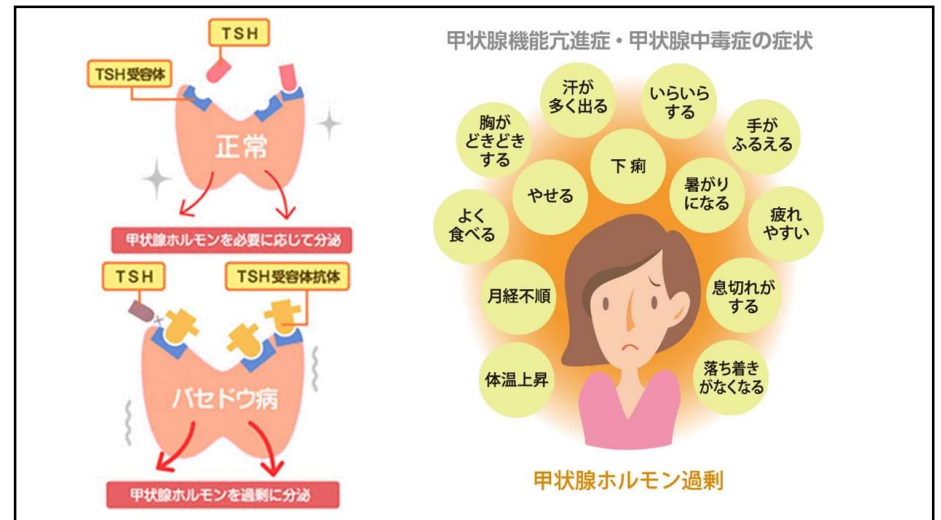 TSH
TSH受容体
正常
甲状腺ホルモンを必要に応じて分泌
TSH
TSH受容体抗体
バセドウ病
甲状腺ホルモンを過剰に分泌
甲状腺機能亢進症・甲状腺中毒症の症状
汗が
多く出る
いらいら
する
胸が
どきどき
する
手が
ふるえる
下痢
やせる
暑がり
になる
よく
食べる
疲れ
やすい
月経不順
息切れが
する
体温上昇
落ち着き
がなくなる
甲状腺ホルモン過剰